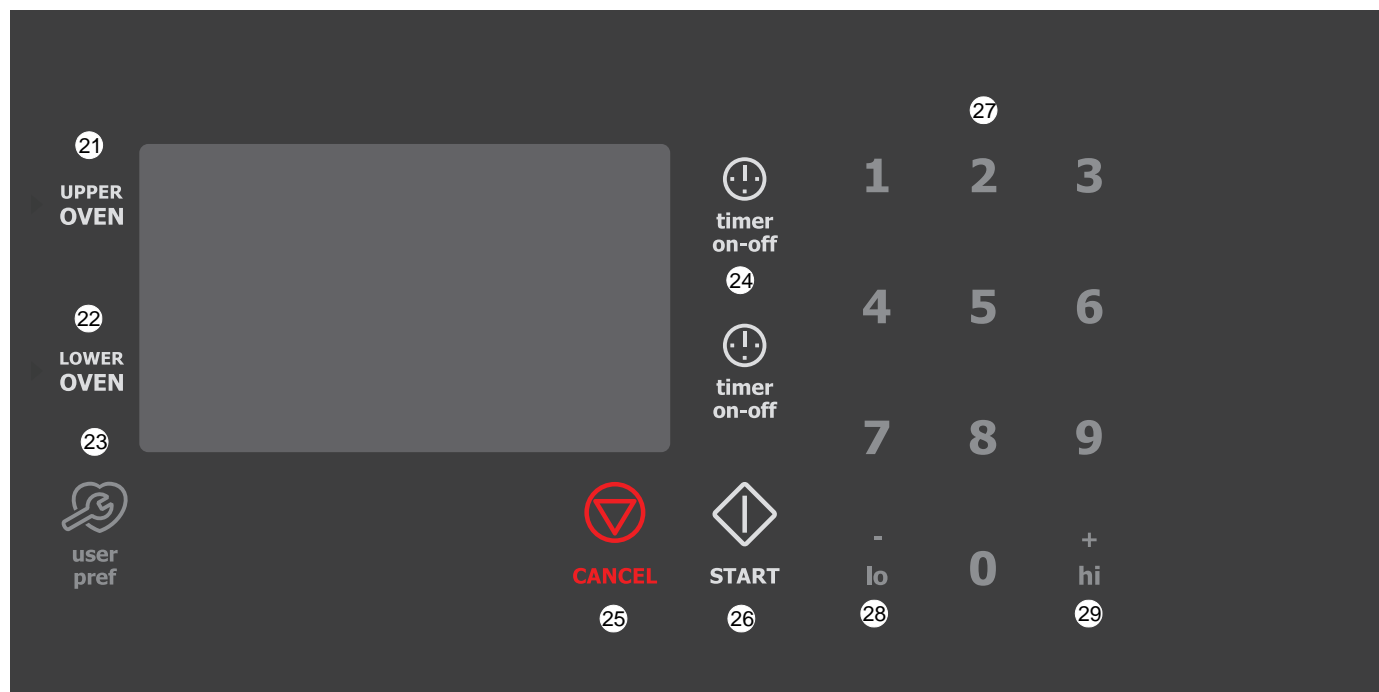 27
21
UPPER
OVEN
timer
on-off
24
1 2 3
22
LOWER
OVEN
timer
on-off
4 5 6
23
user
pref
7 8 9
CANCEL
25
START
26
-
lo
28
0
+
hi
29